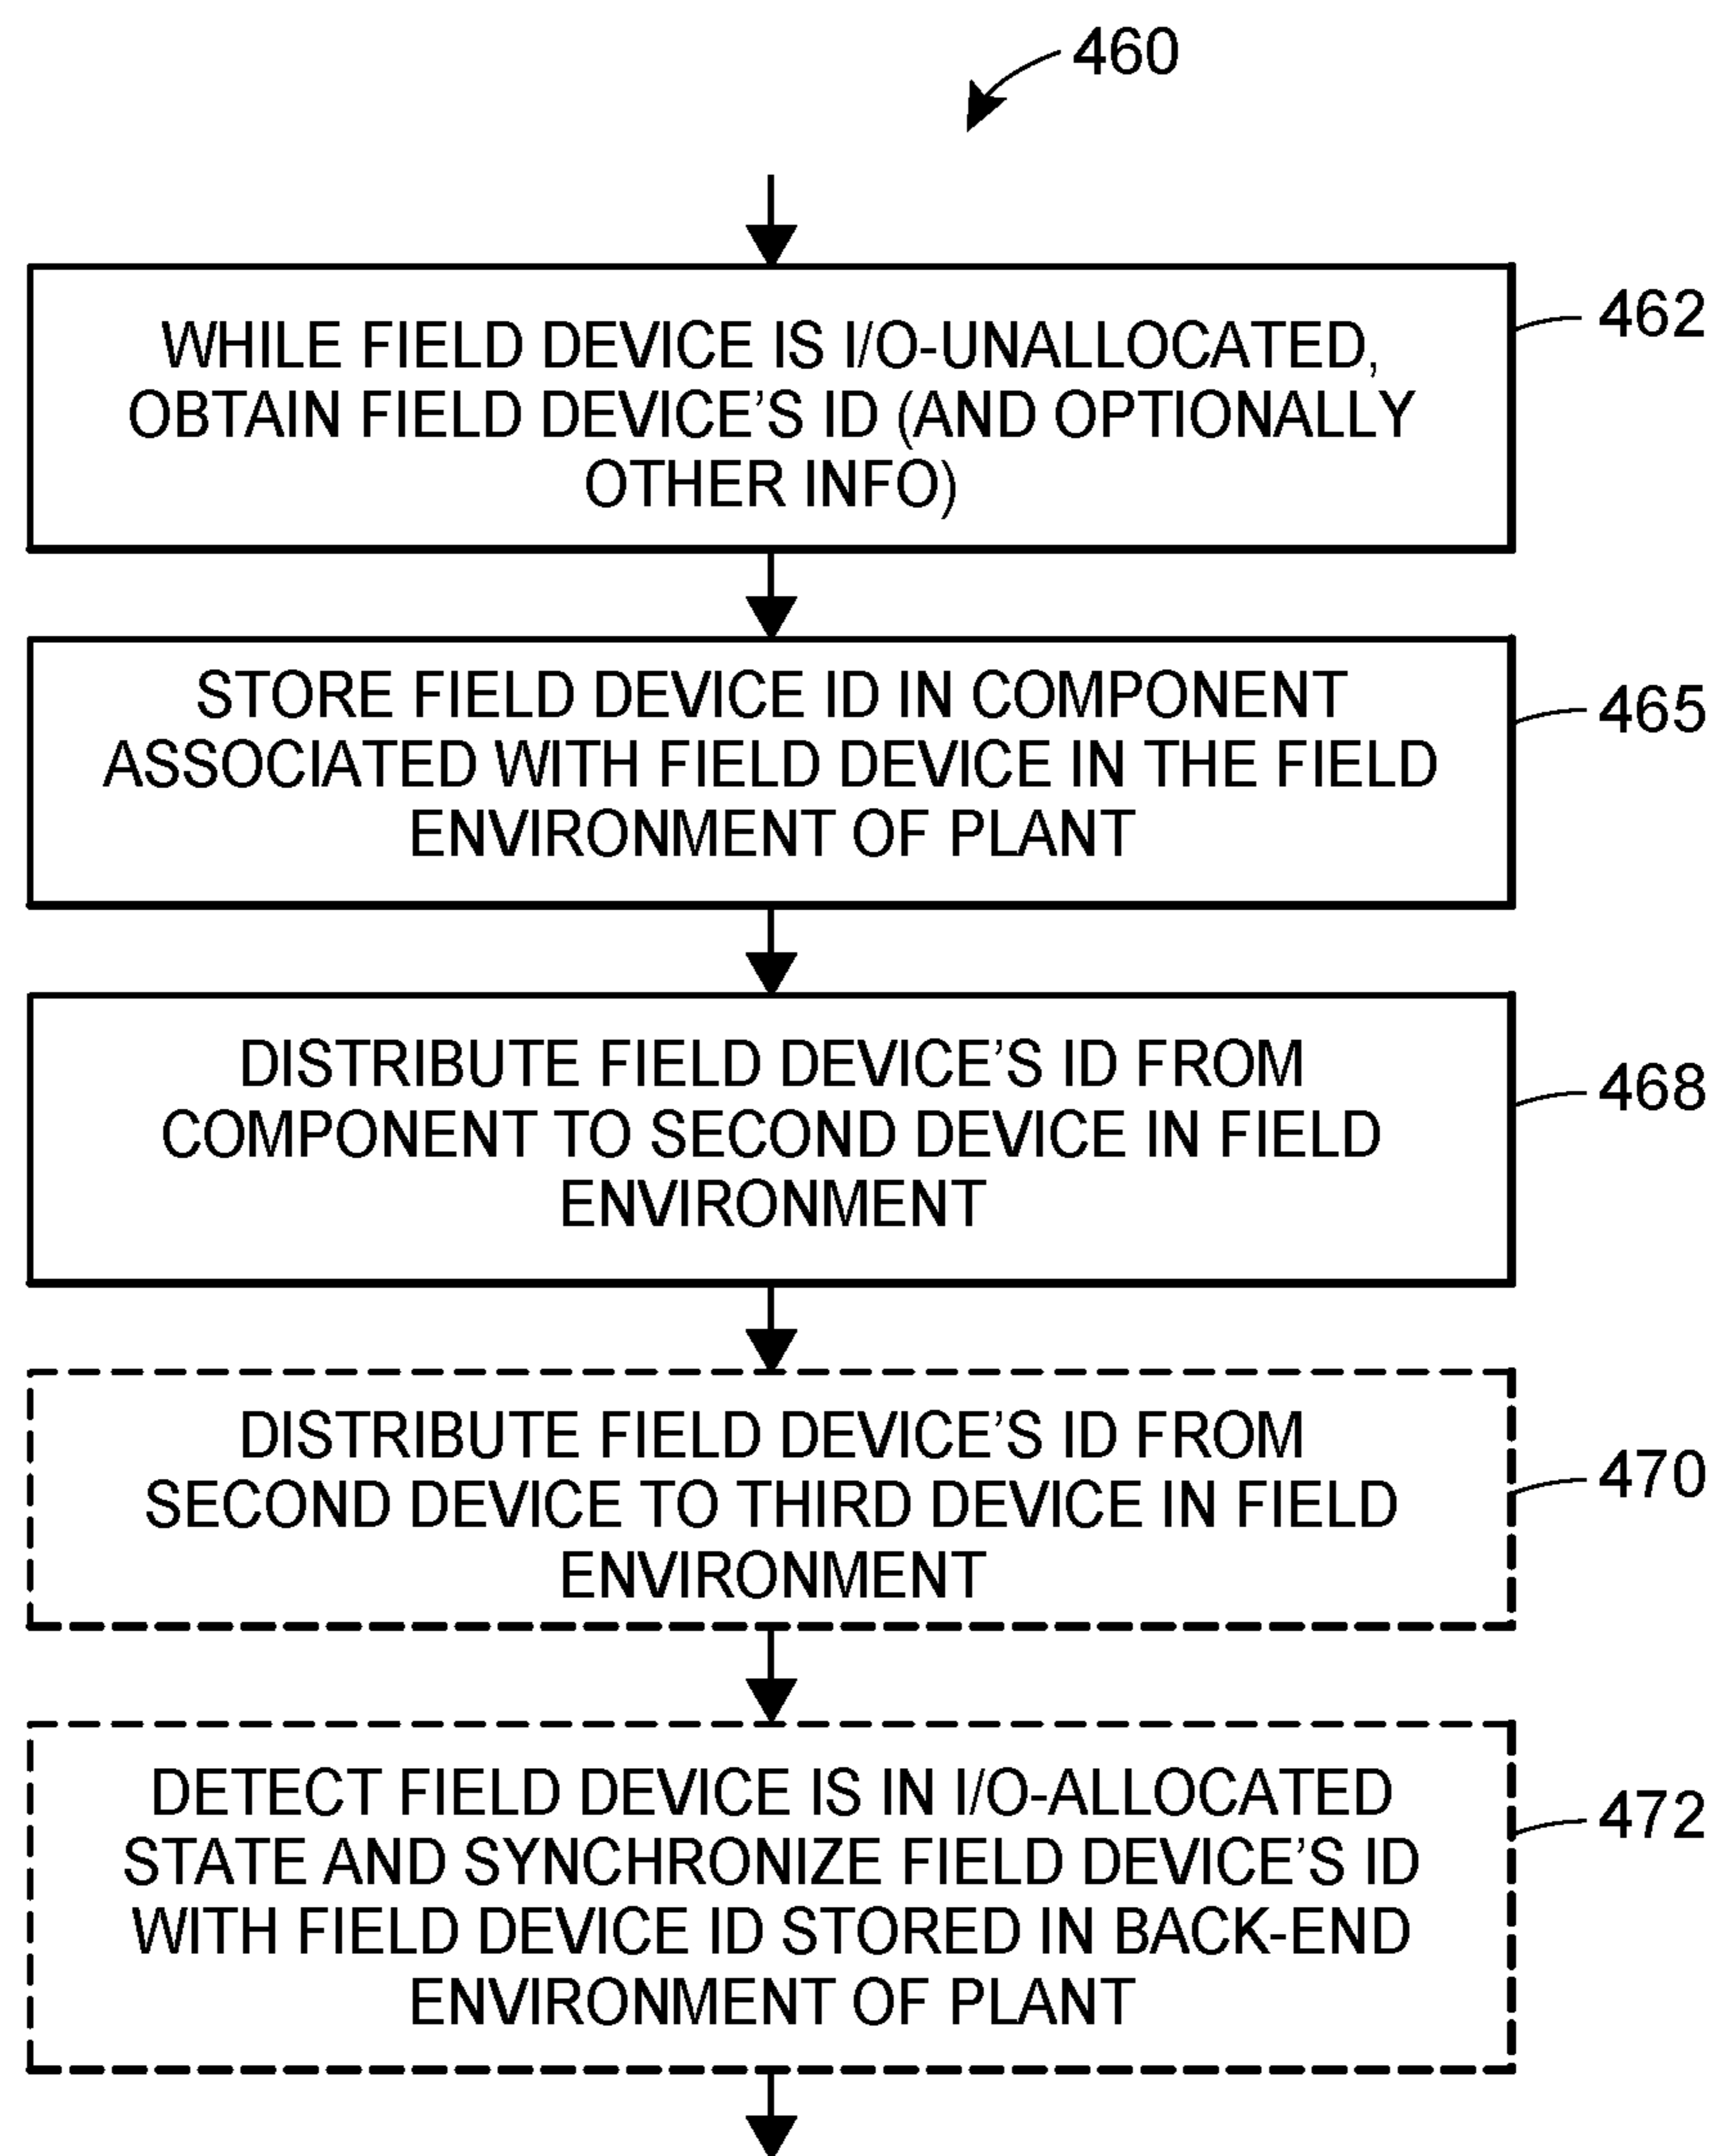 460
WHILE FIELD DEVICE IS I/O-UNALLOCATED,
OBTAIN FIELD DEVICE’S ID (AND OPTIONALLY
OTHER INFO)
462
STORE FIELD DEVICE ID IN COMPONENT
ASSOCIATED WITH FIELD DEVICE IN THE FIELD
ENVIRONMENT OF PLANT
465
DISTRIBUTE FIELD DEVICE’S ID FROM
COMPONENT TO SECOND DEVICE IN FIELD
ENVIRONMENT
468
DISTRIBUTE FIELD DEVICE’S ID FROM
SECOND DEVICE TO THIRD DEVICE IN FIELD
ENVIRONMENT
470
DETECT FIELD DEVICE IS IN I/O-ALLOCATED
STATE AND SYNCHRONIZE FIELD DEVICE’S ID
WITH FIELD DEVICE ID STORED IN BACK-END
ENVIRONMENT OF PLANT
472